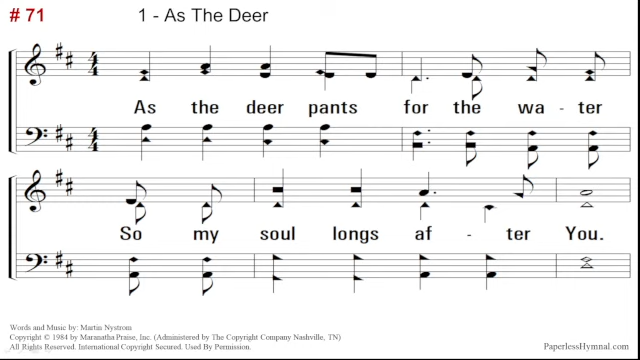 # 71 1 - As The Deer
As the deer pants for the wa - ter
So my soul longs af - ter You.
Words and Music by: Martin Nystrom
Copyright © 1984 by Maranatha Praise, Inc. (Administered by The Copyright Company Nashville, TN)
All Rights Reserved. International Copyright Secured. Used By Permission.
PaperlessHymnal.com